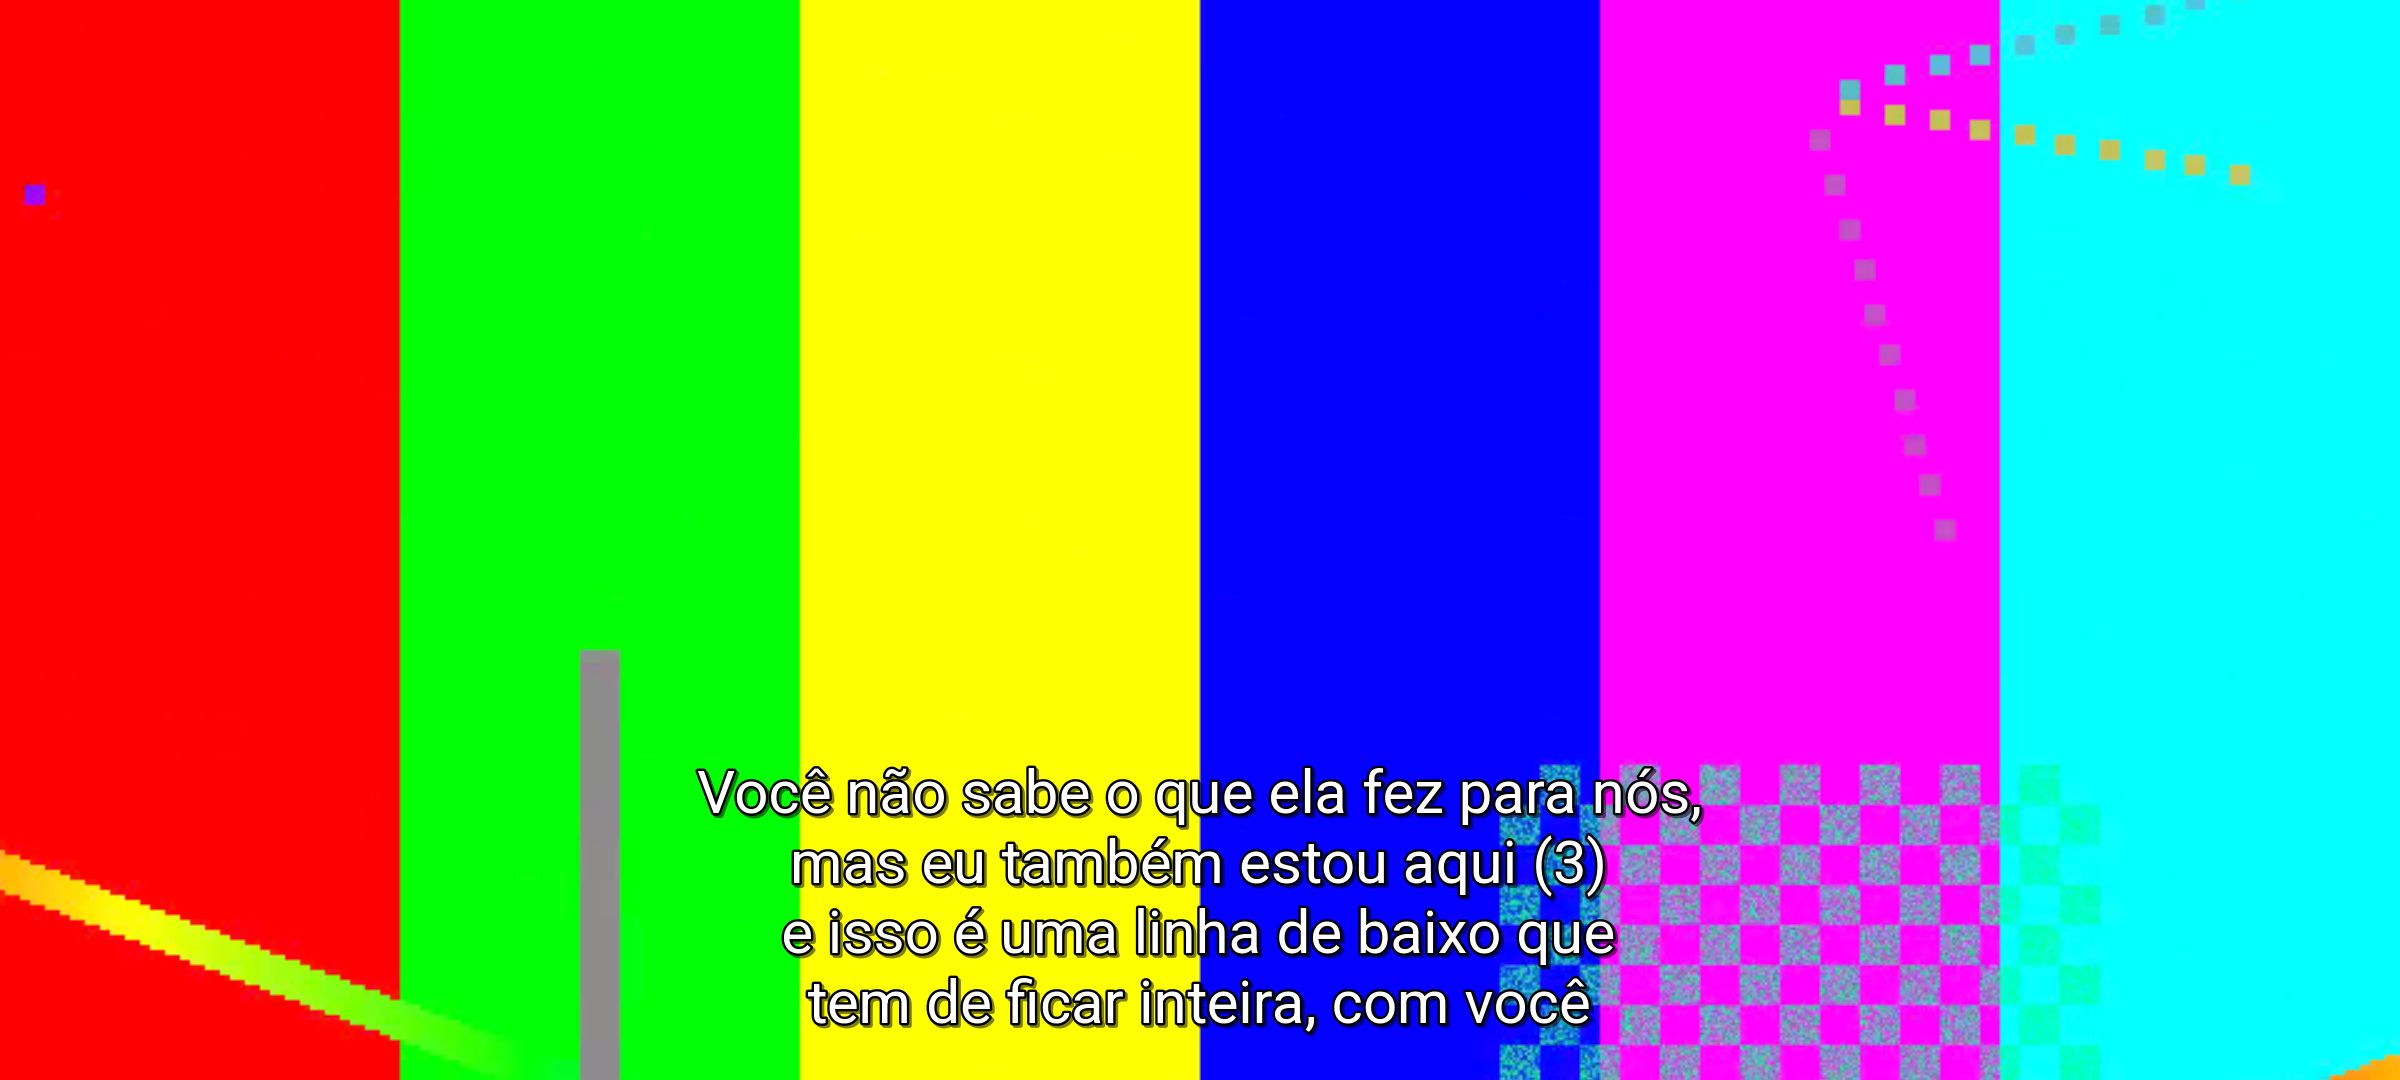 Você não sabe o que ela fez para nós,
mas eu também estou aqui (3)
e isso é uma linha de baixo que
tem de ficar inteira, com você